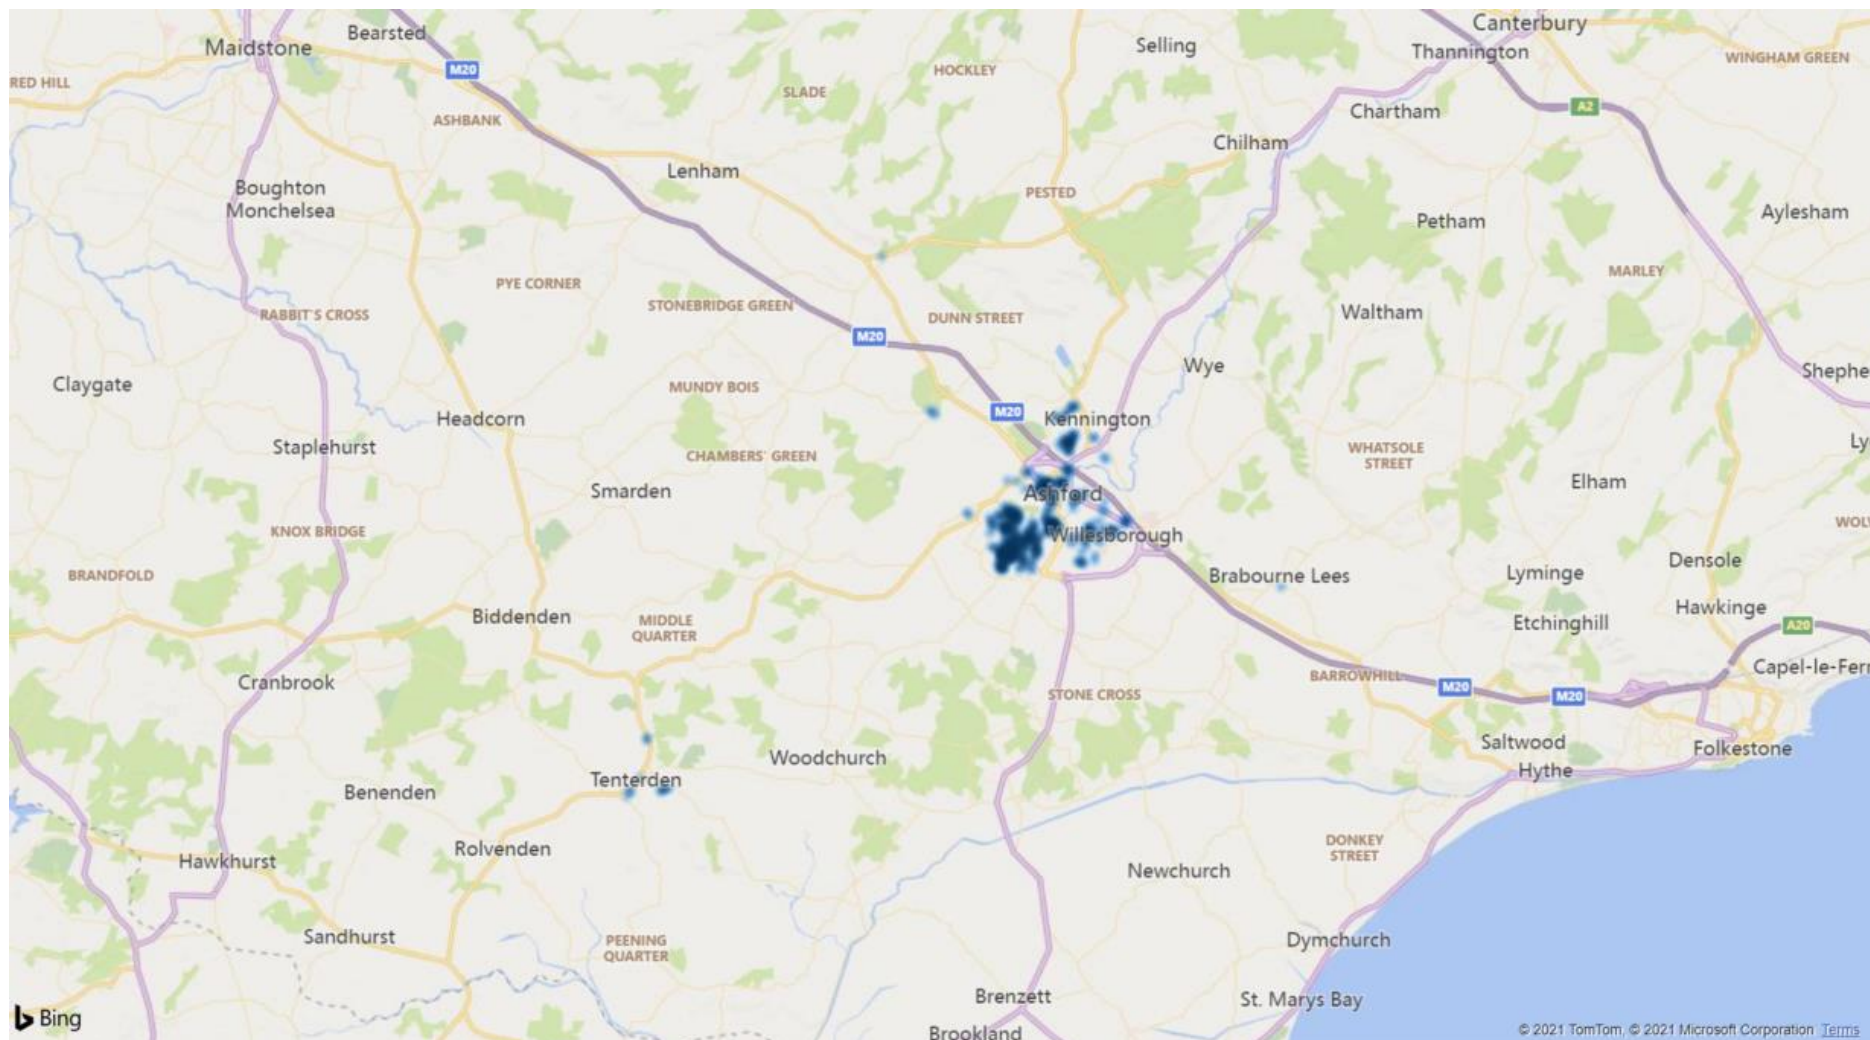 Canterbury
Bearsted
Maidstone
Selling
Thannington
WINGHAM GREEN
M20
HOCKLEY
RED HILL
SLADE
A2
Chartham
ASHBANK
Chilham
Lenham
Boughton
Monchelsea
PESTED
Petham
Aylesham
PYE CORNER
MARLEY
STONEBRIDGE GREEN
RABBIT'S CROSS
DUNN STREET
Waltham
M20
Wye
Shephe
Claygate
MUNDY BOIS
M20
Headcorn
Kennington
Staplehurst
Ly
CHAMBERS' GREEN
WHATSOLE
STREET
Smarden
Ashford
Elham
KNOX BRIDGE
WOL
Willesborough
Densole
BRANDFOLD
Brabourne Lees
Lyminge
Hawkinge
Biddenden
MIDDLE
QUARTER
Etchinghill
A20
Capel-le-Ferr
Cranbrook
BARROWHILL
M20
M20
STONE CROSS
Saltwood
Folkestone
Woodchurch
Hythe
Tenterden
Benenden
Rolvenden
DONKEY
STREET
Hawkhurst
Newchurch
Sandhurst
PEENING
QUARTER
Dymchurch
Brenzett
St. Marys Bay
Bing
Brookland
© 2021 TomTom, © 2021 Microsoft Corporation Terms